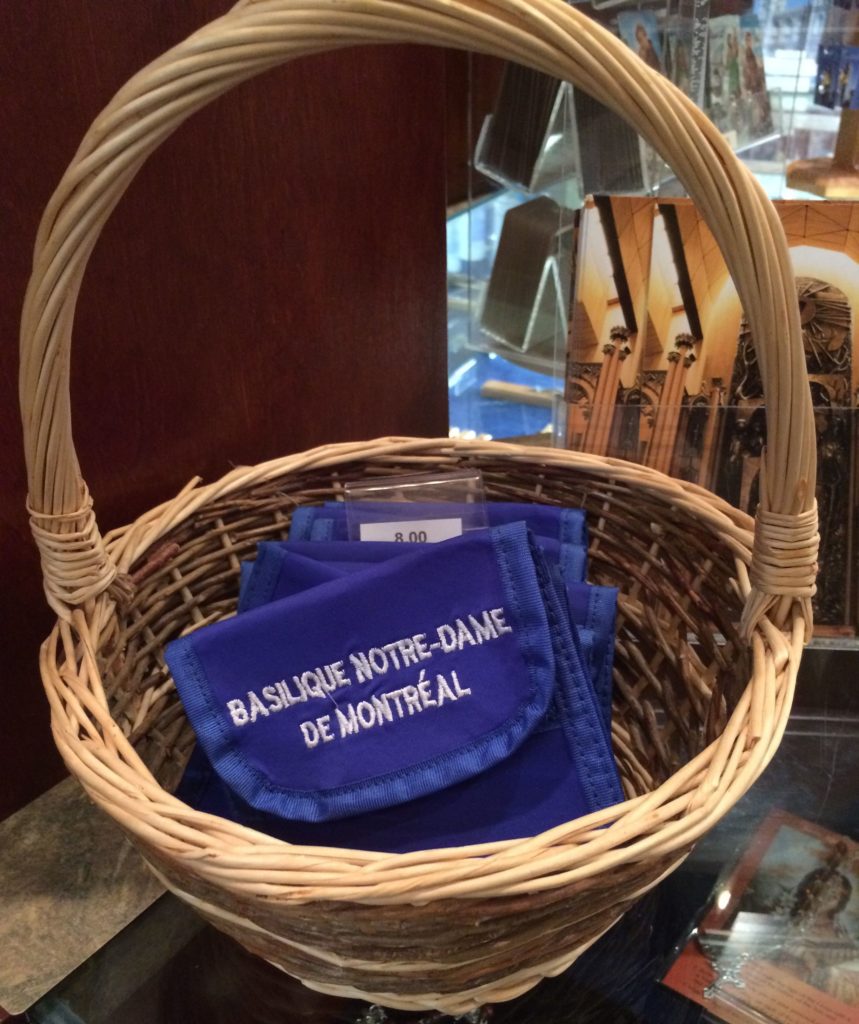 8.00
BASILIQUE NOTRE-DAME
DE MONTRÉAL